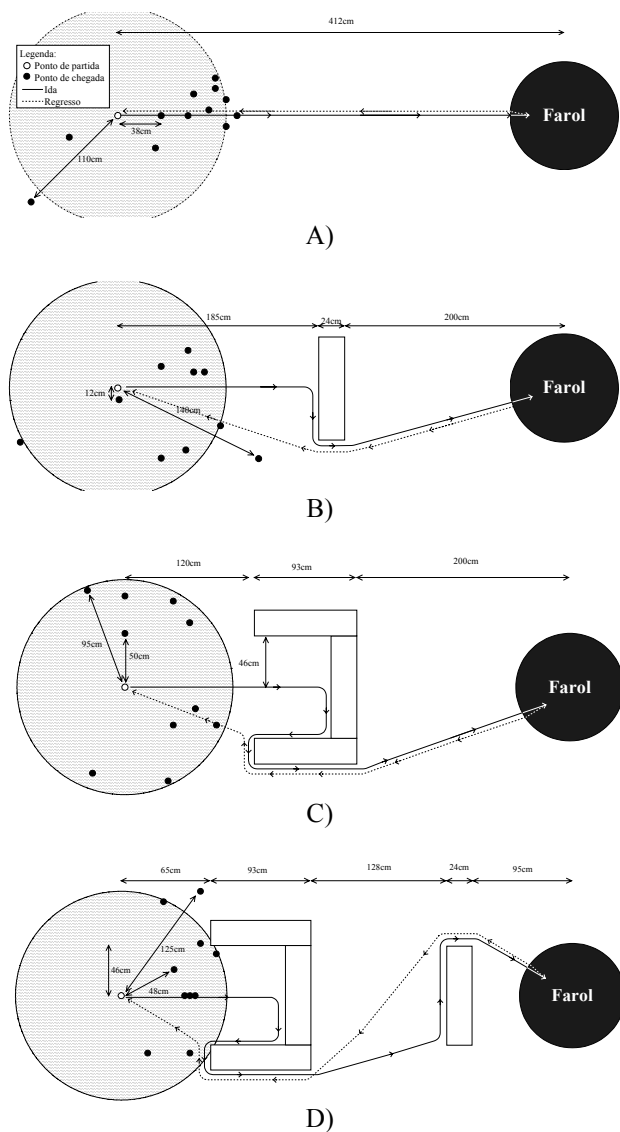 412cm
Legenda:
Ponto de partida
Ponto de chegada
Ida
Regresso
Farol
38cm
110cm
A)
185cm
24cm
200cm
12cm
140cm
Farol
B)
120cm
93cm
200cm
95cm
50cm
46cm
Farol
C)
65cm
93cm
128cm
24cm
95cm
46cm
125cm
48cm
Farol
D)